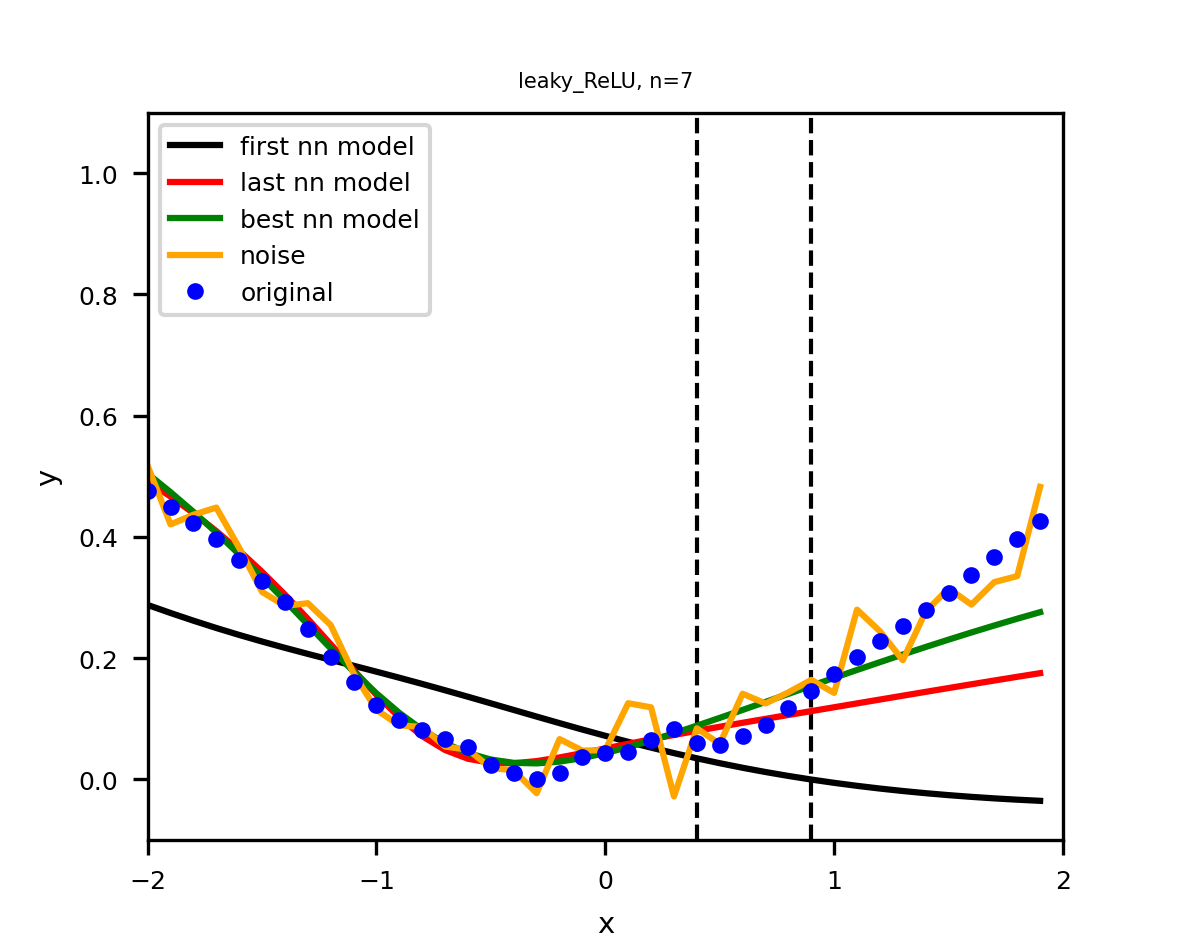 leaky_ReLU, n=7
first nn model
last nn model
best nn model
noise
original
y
1.0
0.8
0.6
0.4
0.2
0.0
−2
−1
0
1
2
x